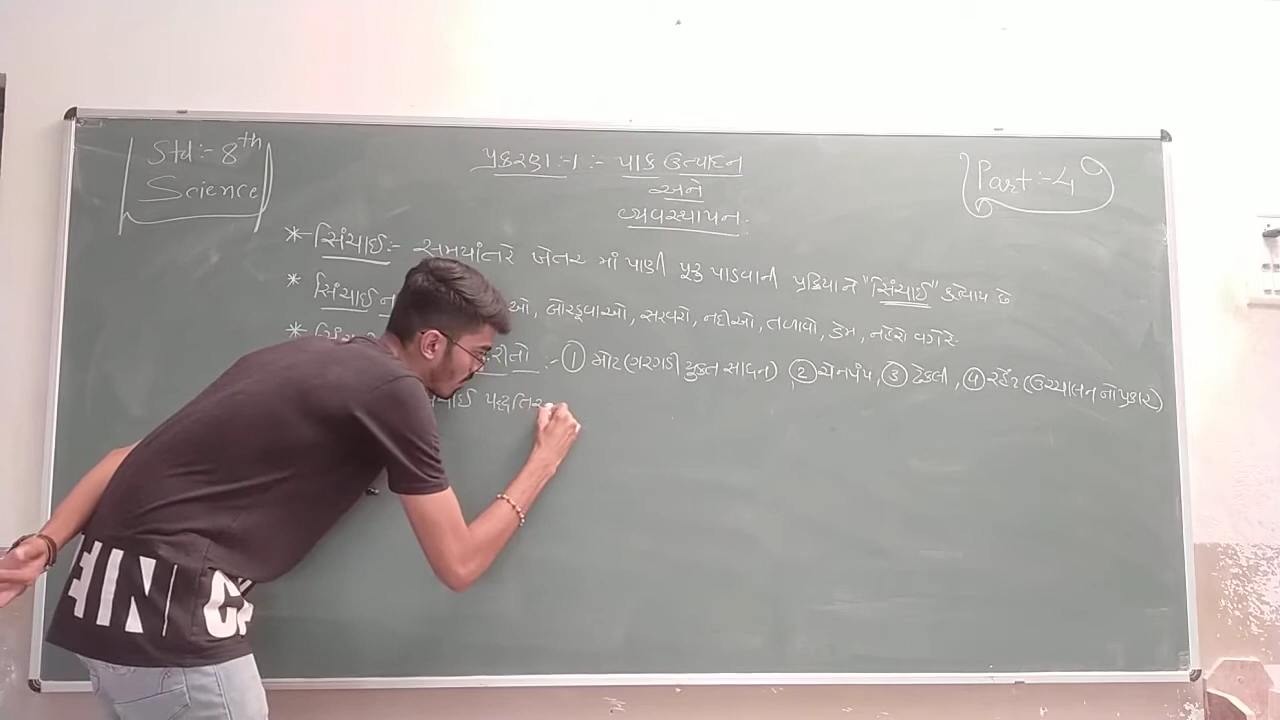 Std:- 8th
Science
પ્રકરણ :-1 :- પાક ઉત્પાદન
અને
વ્યવસ્થાપન.
Part :- 4
* સિંચાઈ :- સમયાંતરે ખેતર માં પાણી પૂરું પાડવાની પ્રક્રિયાને "સિંચાઈ" કહેવાય છે
* સિંચાઈ ઓ, બોરકૂવાઓ, સરવરો, નદીઓ, તળાવો, ડેમ, નહેરો વગેરે.
* રીતો :- ① મોટ (ગરગડી યુક્ત સાધન) ② ચેનપંપ, ③ ઢેકલી, ④ રહેંટ (ઉચ્ચાલન નો પ્રકાર)
પદ્ધતિ